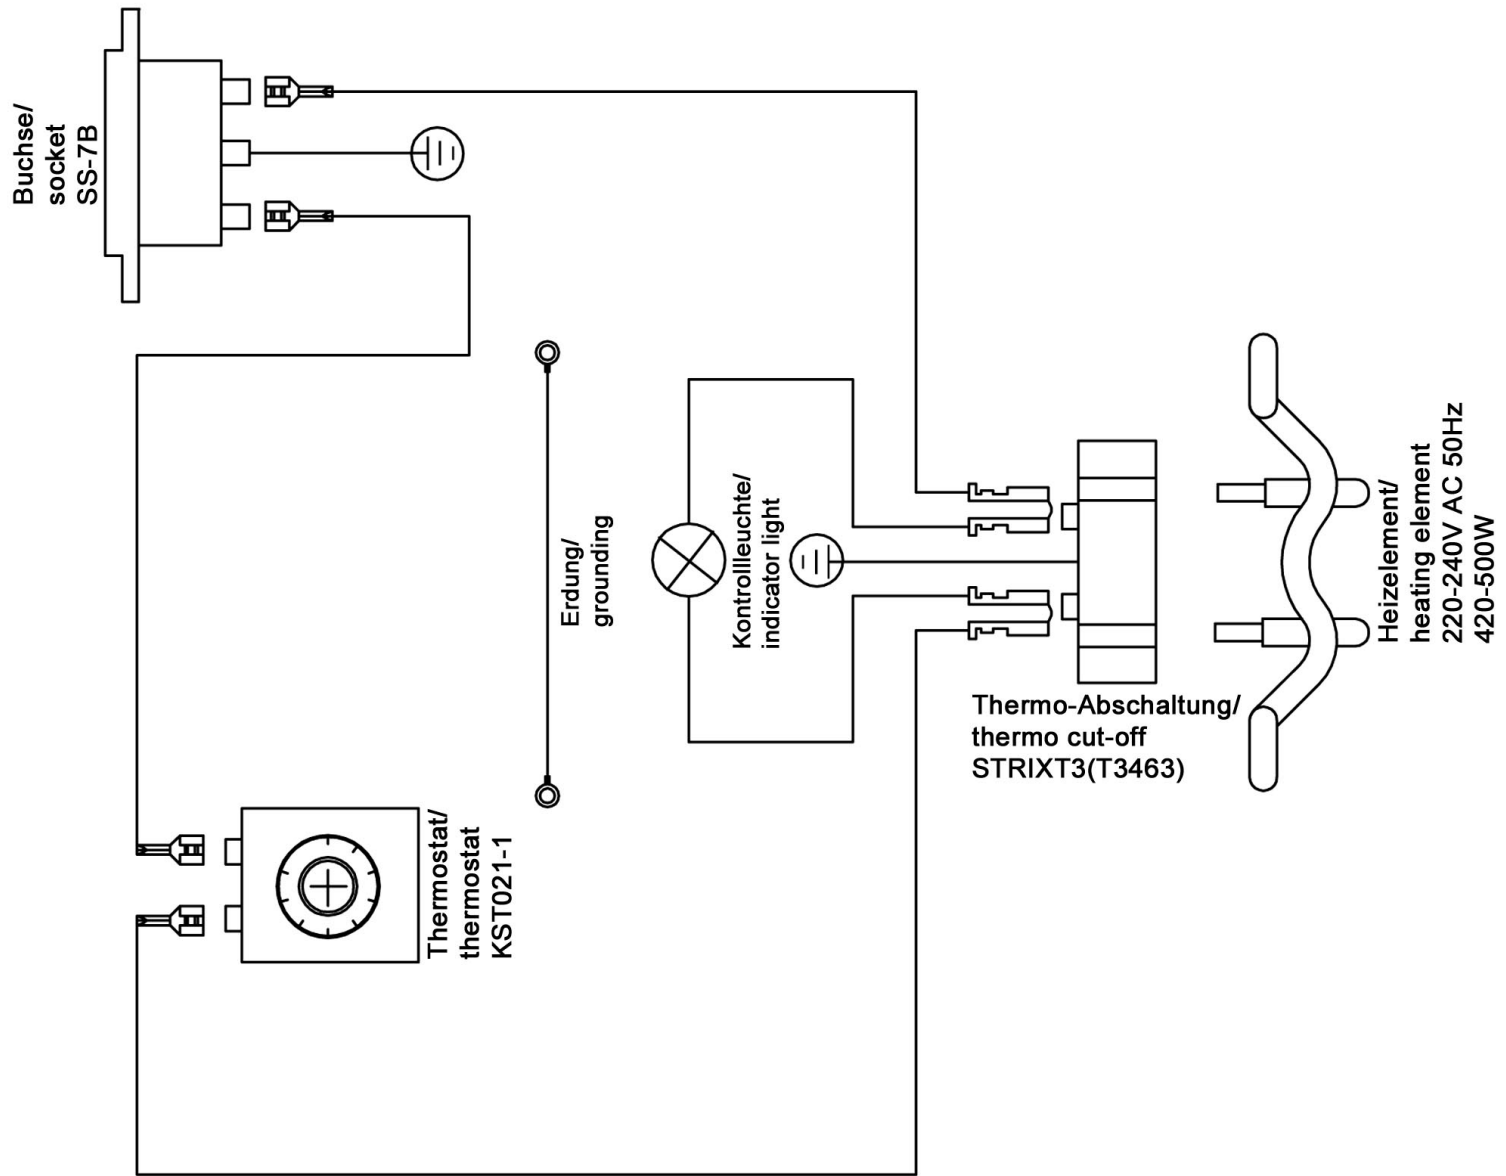 Buchse/
socket
SS-7B
Erdung/
grounding
Kontrollleuchte/
indicator light
Thermostat/
thermostat
KST021-1
Thermo-Abschaltung/
thermo cut-off
STRIXT3(T3463)
Heizelement/
heating element
220-240V AC 50Hz
420-500W